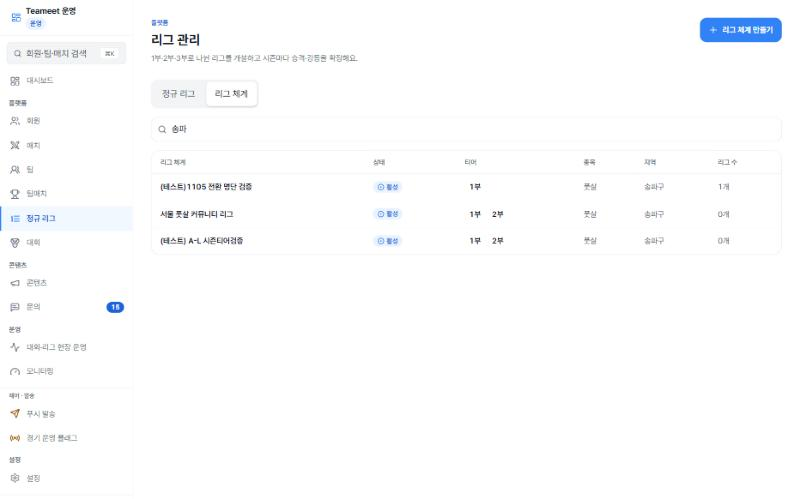 Teameet 운영
운영
회원·팀·매치 검색 ⌘K
대시보드
플랫폼
회원
매치
팀
팀매치
정규 리그
대회
콘텐츠
콘텐츠
문의 15
운영
대회·리그 현장 운영
모니터링
푸시 발송
경기 운영 플래그
설정
설정
플랫폼
리그 관리
1부·2부·3부로 나뉜 리그를 개설하고 시즌마다 승격·강등을 확정해요.
+ 리그 체계 만들기
정규 리그 리그 체계
송파
리그 체계 상태 티어 종목 지역 리그 수
(테스트) 1105 전환 명단 검증 활성 1부 풋살 송파구 1개
서울 풋살 커뮤니티 리그 활성 1부 2부 풋살 송파구 0개
(테스트) A-L 시즌티어검증 활성 1부 2부 풋살 송파구 0개